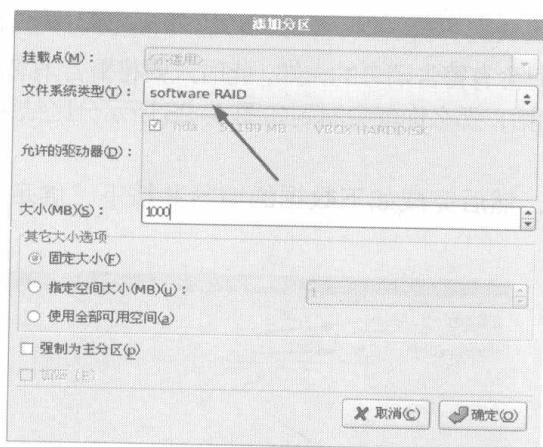 添加分区
挂载点(M)：
<不适用>
文件系统类型(T)： software RAID
允许的驱动器(D)：
hda 51199 MB VBOX HARDDISK
大小(MB)(S)： 1000
其它大小选项
固定大小(F)
指定空间大小(MB)(u)： 1
使用全部可用空间(a)
强制为主分区(p)
取消(C) 确定(O)